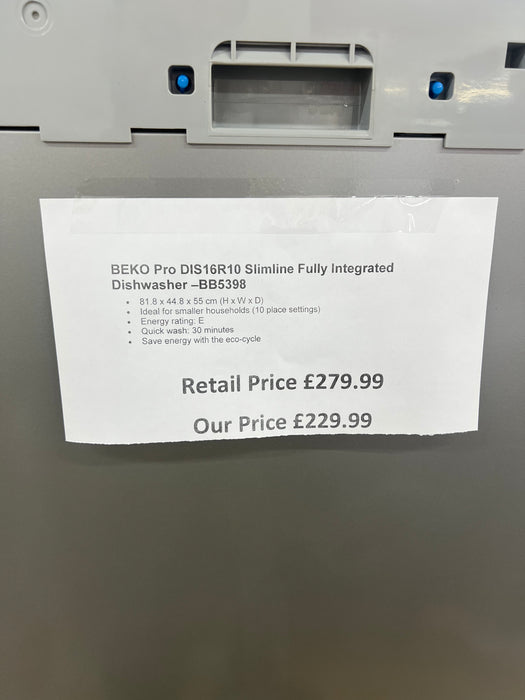 BEKO Pro DIS16R10 Slimline Fully Integrated
Dishwasher –BB5398
• 81.8 x 44.8 x 55 cm (H x W x D)
• Ideal for smaller households (10 place settings)
• Energy rating: E
• Quick wash: 30 minutes
• Save energy with the eco-cycle
Retail Price £279.99
Our Price £229.99